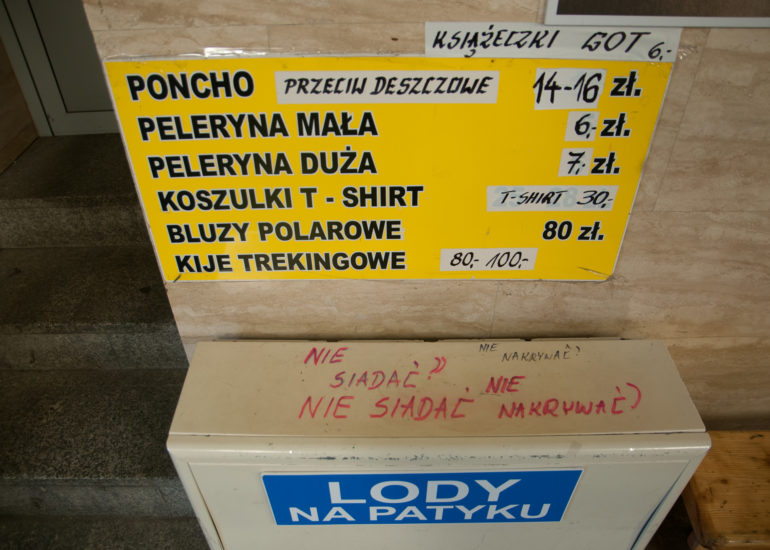 KSIĄŻECZKI GOT 6,-
PONCHO PRZECIW DESZCZOWE 14-16 zł.
PELERYNA MAŁA 6,- zł.
PELERYNA DUŻA 7,- zł.
KOSZULKI T - SHIRT T-SHIRT 30,-
BLUZY POLAROWE 80 zł.
KIJE TREKINGOWE 80,- 100,-
NIE NIE
NAKRYWAĆ?
SIADAĆ?
NIE
NIE SIADAĆ NAKRYWAĆ?
LODY
NA PATYKU